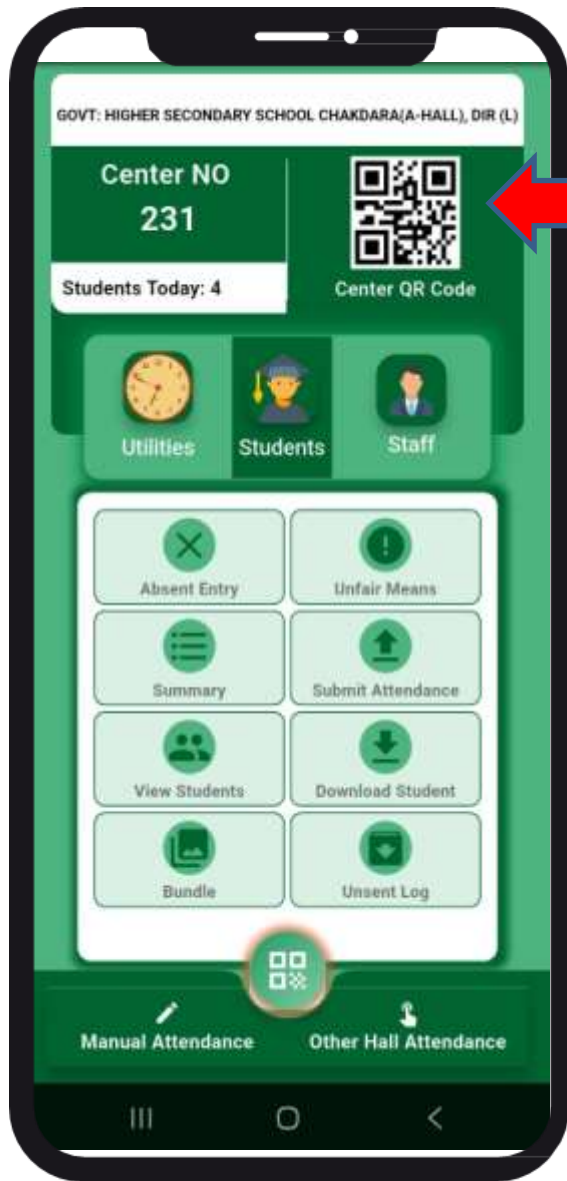 GOVT: HIGHER SECONDARY SCHOOL CHAKDARA(A-HALL), DIR (L)
Center NO
231
Students Today: 4
Center QR Code
Utilities
Students
Staff
Absent Entry
Unfair Means
Summary
Submit Attendance
View Students
Download Student
Bundle
Unsent Log
Manual Attendance
Other Hall Attendance